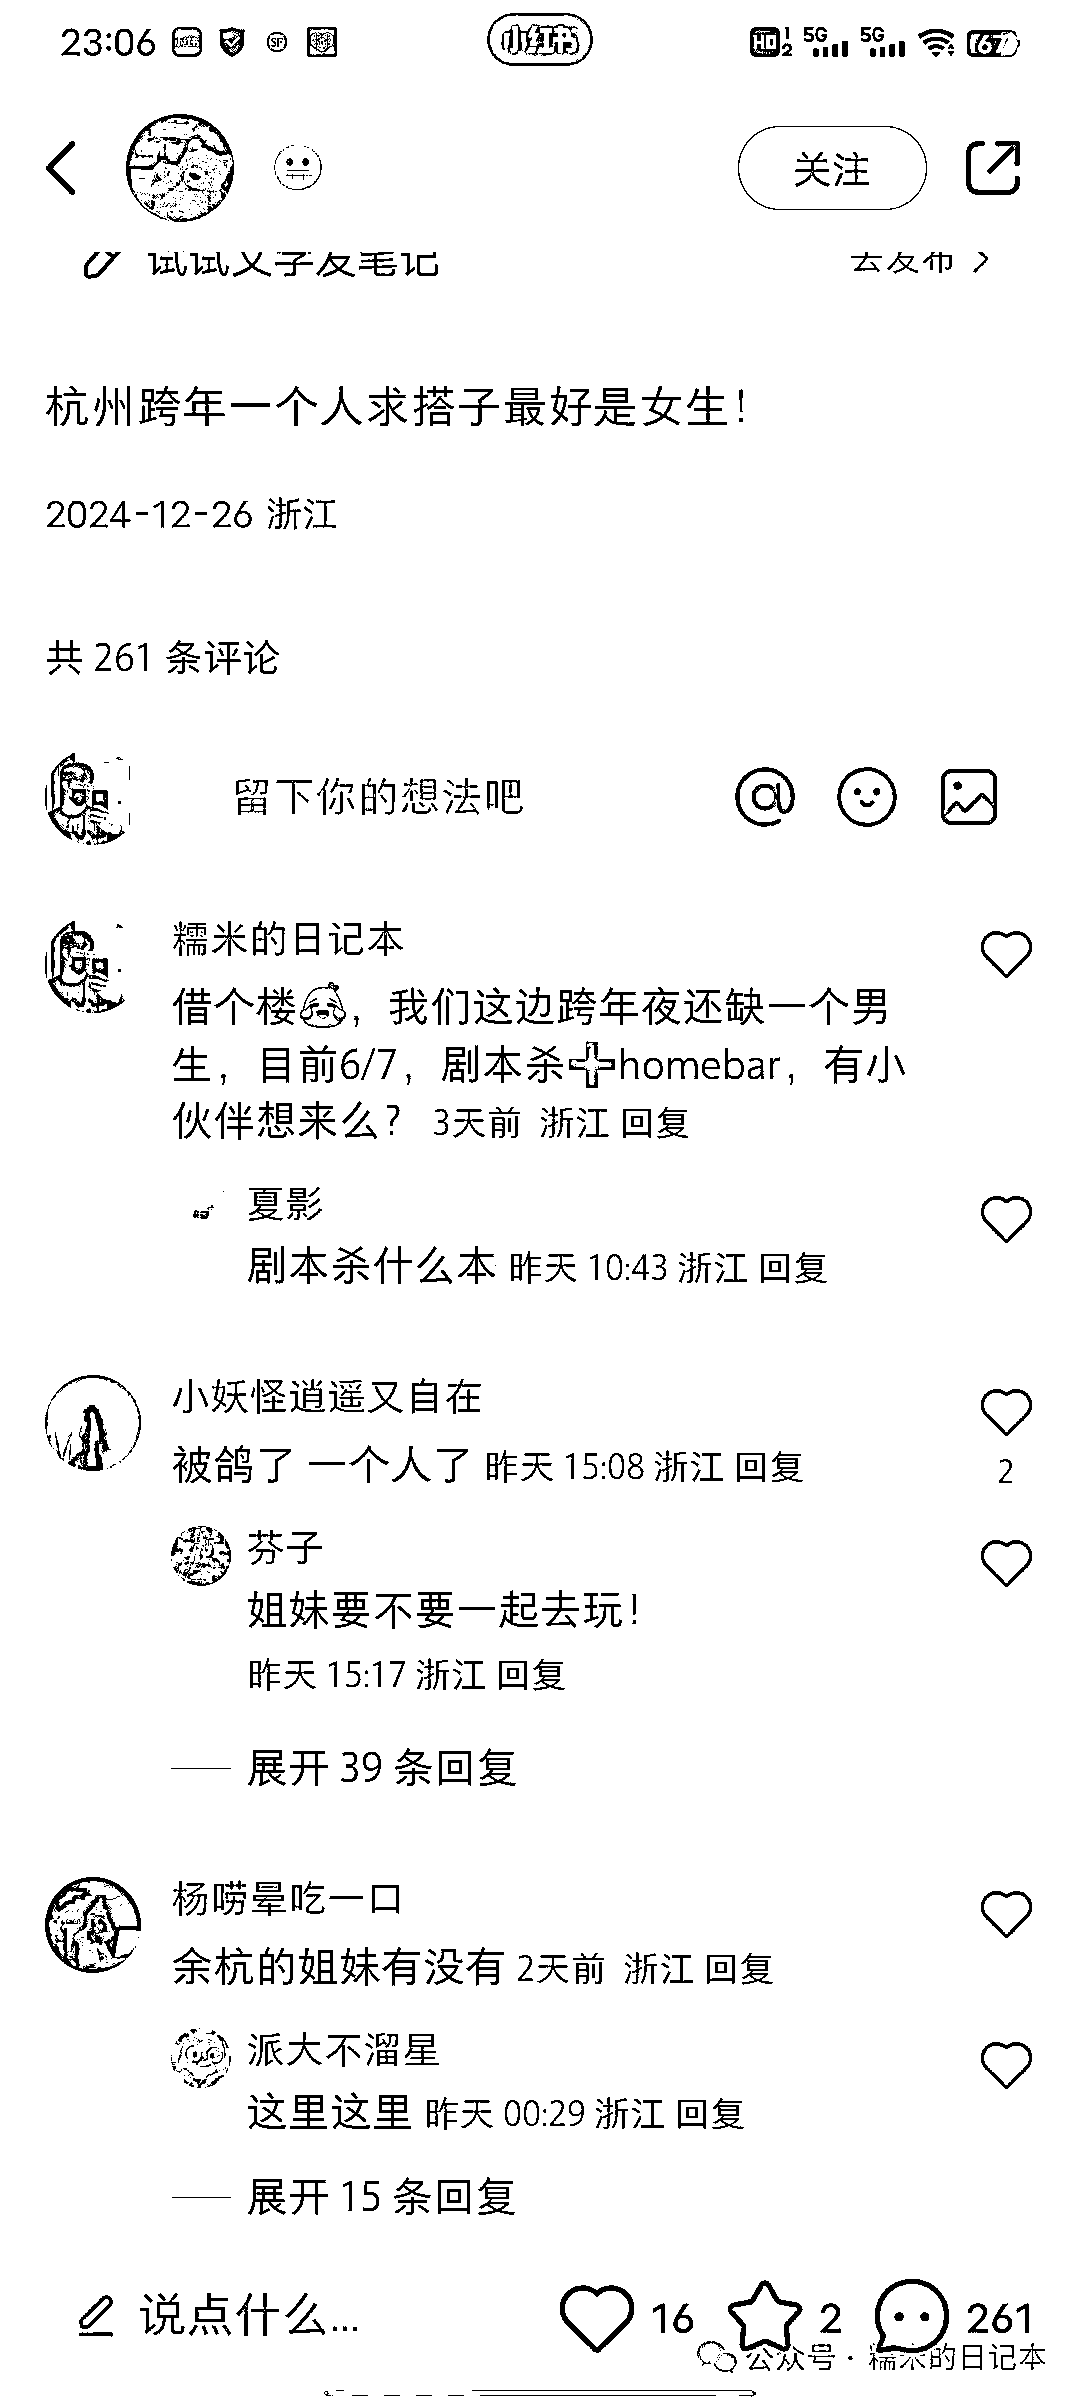 23:06
小红书
HD 1 2 5G 5G 67
关注
试试文字发笔记 去发布
杭州跨年一个人求搭子最好是女生！
2024-12-26 浙江
共 261 条评论
留下你的想法吧
糯米的日记本
借个楼，我们这边跨年夜还缺一个男
生，目前6/7，剧本杀➕homebar，有小
伙伴想来么？ 3天前 浙江 回复
夏影
剧本杀什么本 昨天 10:43 浙江 回复
小妖怪逍遥又自在
被鸽了 一个人了 昨天 15:08 浙江 回复
2
芬子
姐妹要不要一起去玩！
昨天 15:17 浙江 回复
展开 39 条回复
杨唠晕吃一口
余杭的姐妹有没有 2天前 浙江 回复
派大不溜星
这里这里 昨天 00:29 浙江 回复
展开 15 条回复
说点什么... 16 2 261
公众号 · 糯米的日记本